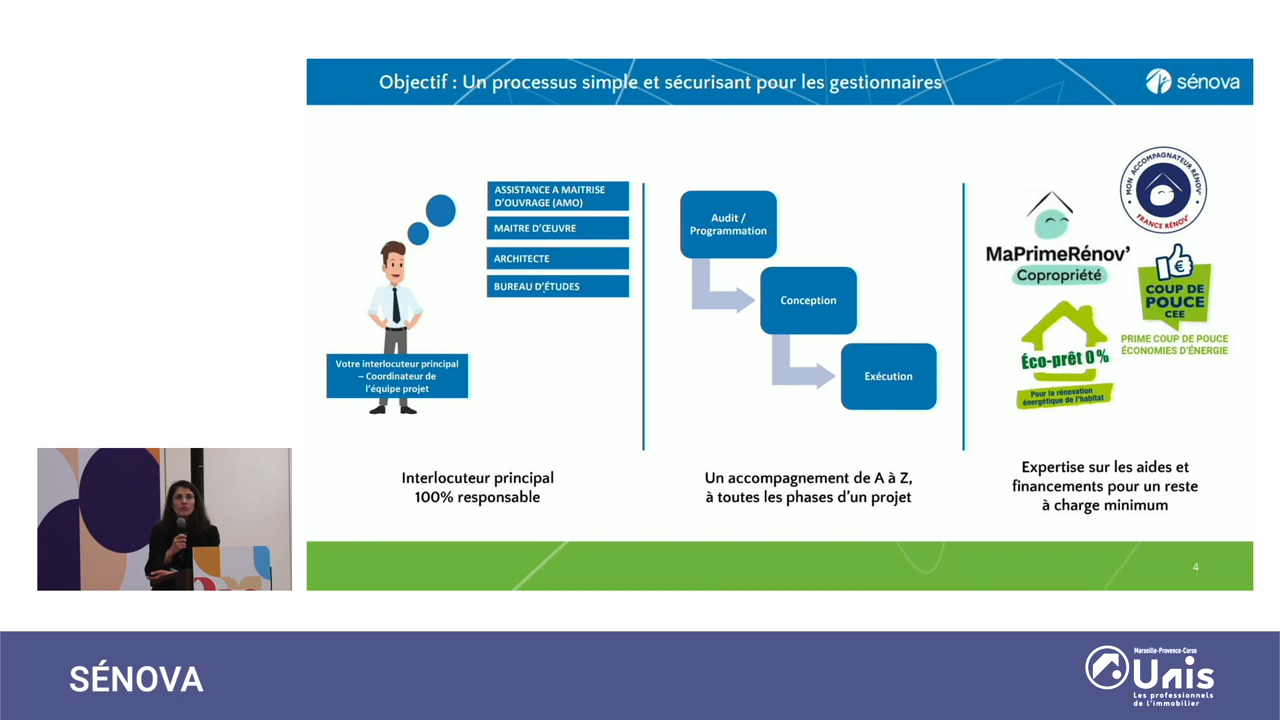 Objectif : Un processus simple et sécurisant pour les gestionnaires
sénova
ASSISTANCE A MAITRISE
D'OUVRAGE (AMO)
MAITRE D'ŒUVRE
ARCHITECTE
BUREAU D'ÉTUDES
Votre interlocuteur principal
– Coordinateur de
l'équipe projet
Interlocuteur principal
100% responsable
Audit /
Programmation
Conception
Exécution
Un accompagnement de A à Z,
à toutes les phases d'un projet
MON ACCOMPAGNATEUR RÉNOV'
FRANCE RÉNOV'
MaPrimeRénov'
Copropriété
€
COUP DE
POUCE
CEE
PRIME COUP DE POUCE
ÉCONOMIES D'ÉNERGIE
Éco-prêt 0%
Pour la rénovation
énergétique de l'habitat
Expertise sur les aides et
financements pour un reste
à charge minimum
4
SÉNOVA
Marseille-Provence-Corse
Unis
Les professionnels
de l'immobilier